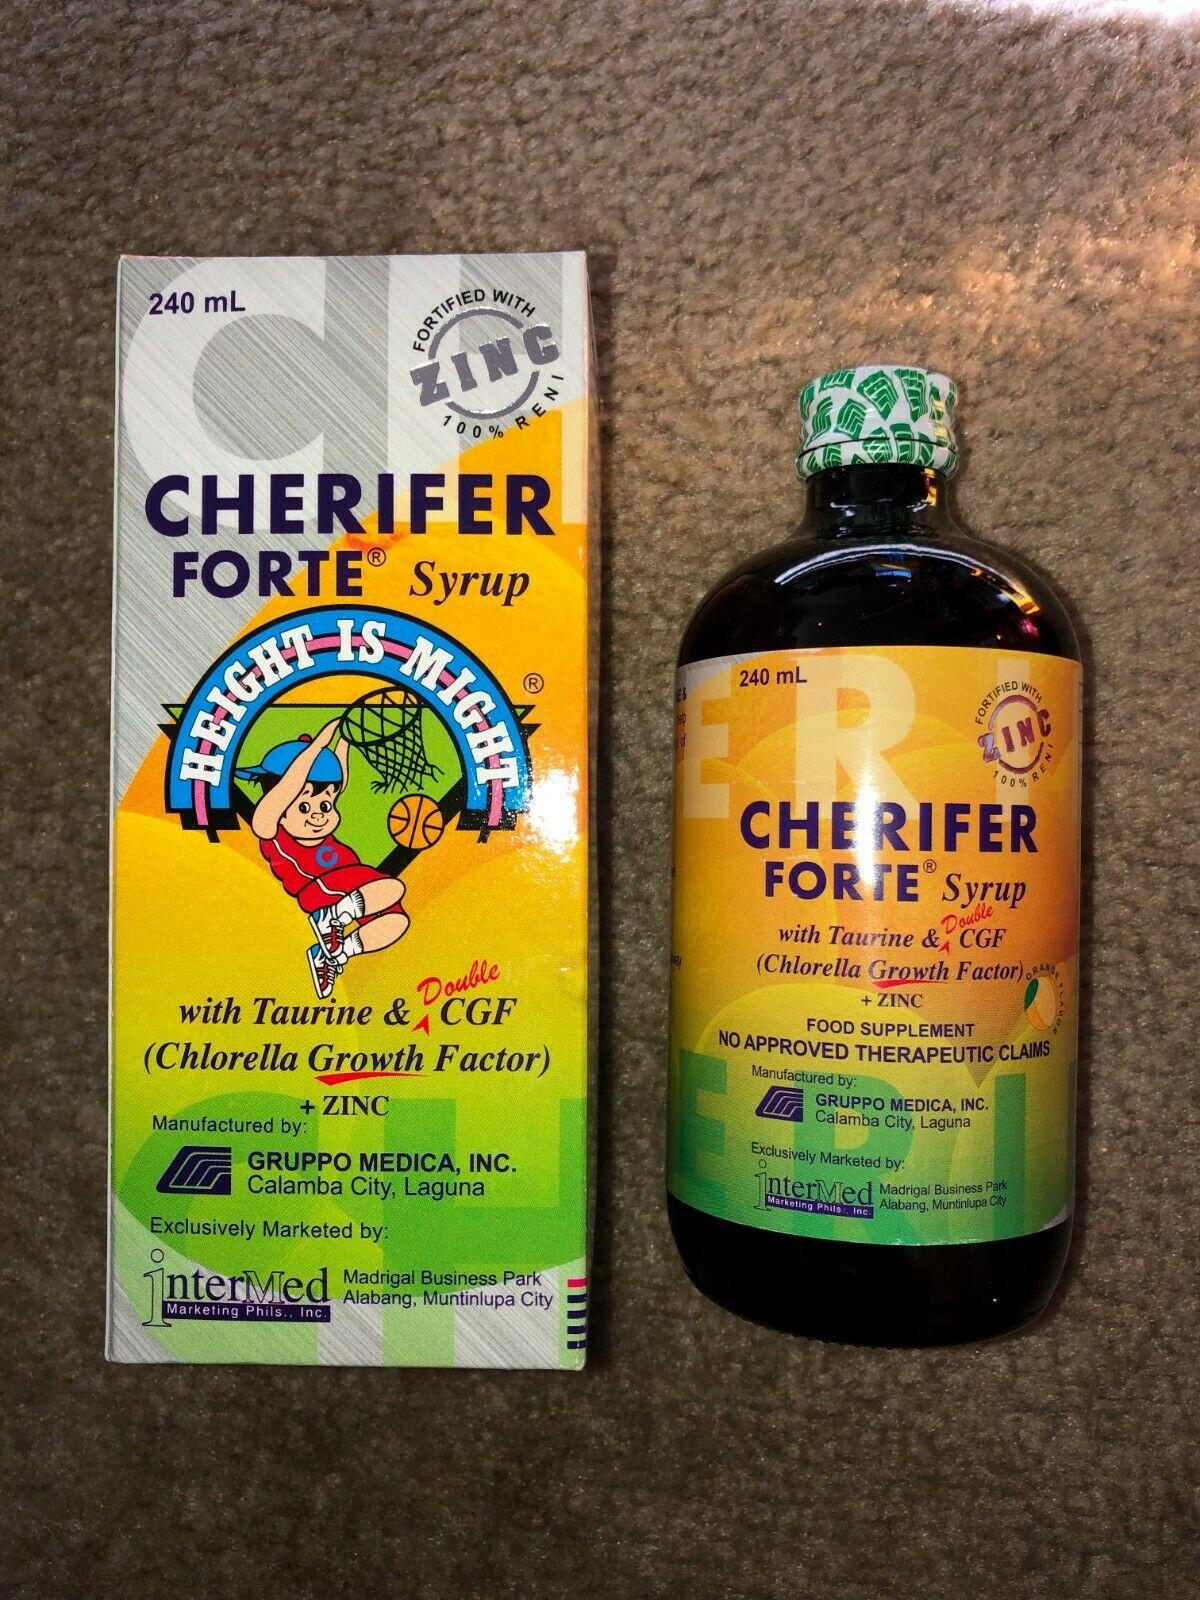 240 mL
FORTIFIED WITH
ZINC
100% RENI
CHERIFER
FORTE® Syrup
HEIGHT IS MIGHT
®
C
with Taurine & Double CGF
(Chlorella Growth Factor)
+ ZINC
Manufactured by:
GRUPPO MEDICA, INC.
Calamba City, Laguna
Exclusively Marketed by:
interMed
Marketing Phils., Inc.
Madrigal Business Park
Alabang, Muntinlupa City
240 mL
FORTIFIED WITH
ZINC
100% RENI
CHERIFER
FORTE® Syrup
with Taurine & Double CGF
(Chlorella Growth Factor)
+ ZINC
ORANGE FLAVOR
FOOD SUPPLEMENT
NO APPROVED THERAPEUTIC CLAIMS
Manufactured by:
GRUPPO MEDICA, INC.
Calamba City, Laguna
Exclusively Marketed by:
interMed
Marketing Phils., Inc.
Madrigal Business Park
Alabang, Muntinlupa City